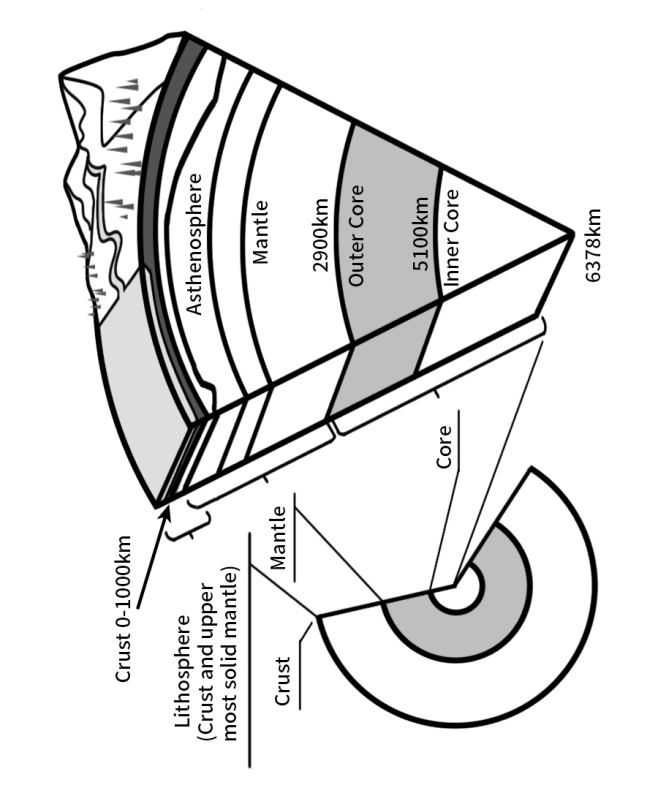 Crust 0-1000km
Lithosphere
(Crust and upper
most solid mantle)
Crust
Mantle
Core
Asthenosphere
Mantle
2900km
Outer Core
5100km
Inner Core
6378km